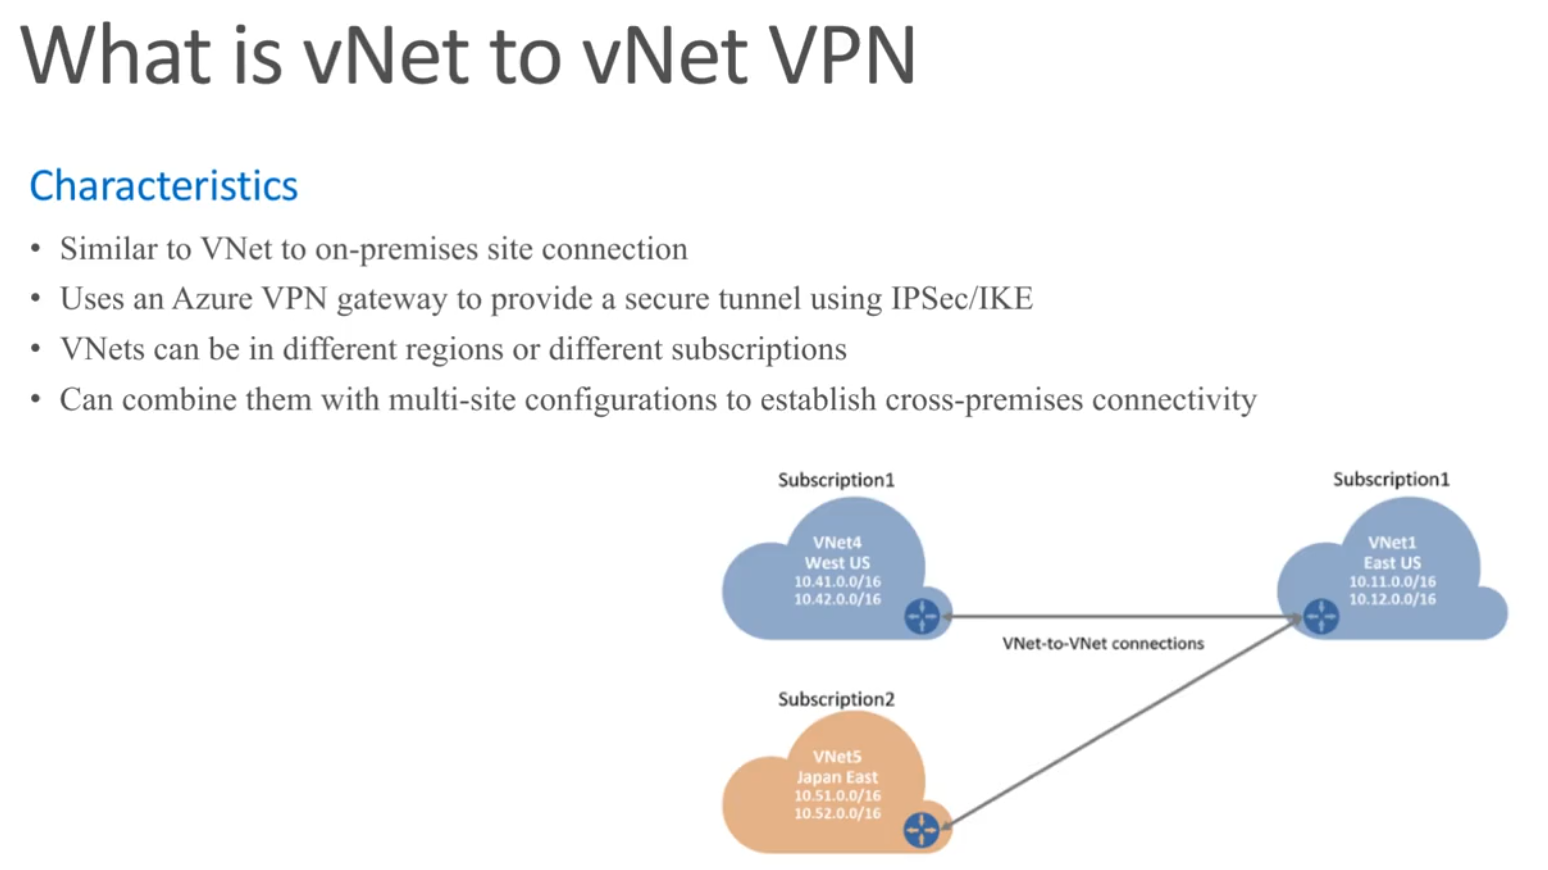 What is vNet to vNet VPN
Characteristics
• Similar to VNet to on-premises site connection
• Uses an Azure VPN gateway to provide a secure tunnel using IPSec/IKE
• VNets can be in different regions or different subscriptions
• Can combine them with multi-site configurations to establish cross-premises connectivity
Subscription1
VNet4
West US
10.41.0.0/16
10.42.0.0/16
Subscription1
VNet1
East US
10.11.0.0/16
10.12.0.0/16
VNet-to-VNet connections
Subscription2
VNet5
Japan East
10.51.0.0/16
10.52.0.0/16